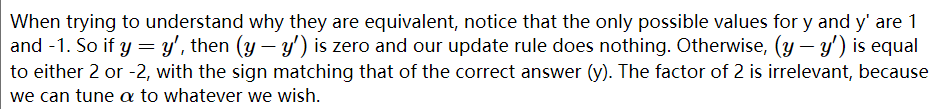 When trying to understand why they are equivalent, notice that the only possible values for y and y' are 1
and -1. So if y = y′, then (y − y′) is zero and our update rule does nothing. Otherwise, (y − y′) is equal
to either 2 or -2, with the sign matching that of the correct answer (y). The factor of 2 is irrelevant, because
we can tune α to whatever we wish.